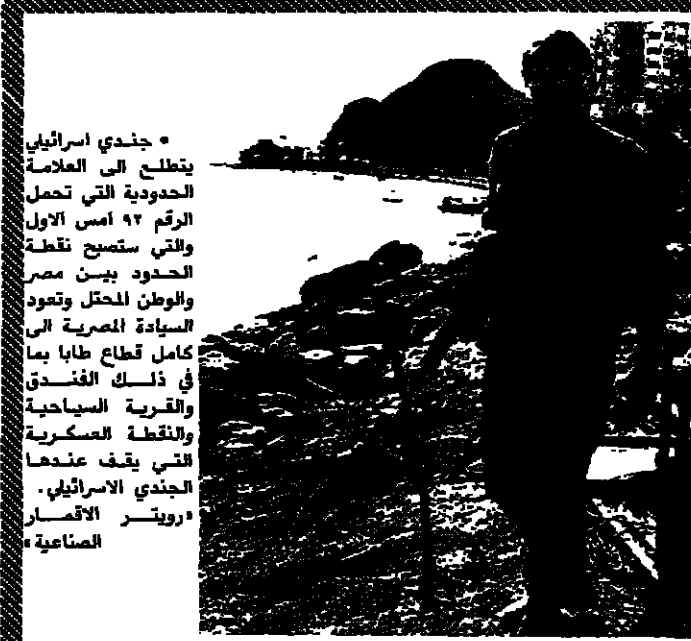 • جندي اسرائيلي
يتطلع الى العلامة
الحدودية التي تحمل
الرقم ٩٢ امس الاول
والتي ستصبح نقطة
الحدود بين مصر
والوطن المحتل وتعود
السيادة المصرية الى
كامل قطاع طابا بما
في ذلك الفندق
والقرية السياحية
والنقطة العسكرية
التي يقف عندها
الجندي الاسرائيلي.
«رويتر الاقمار
الصناعية»